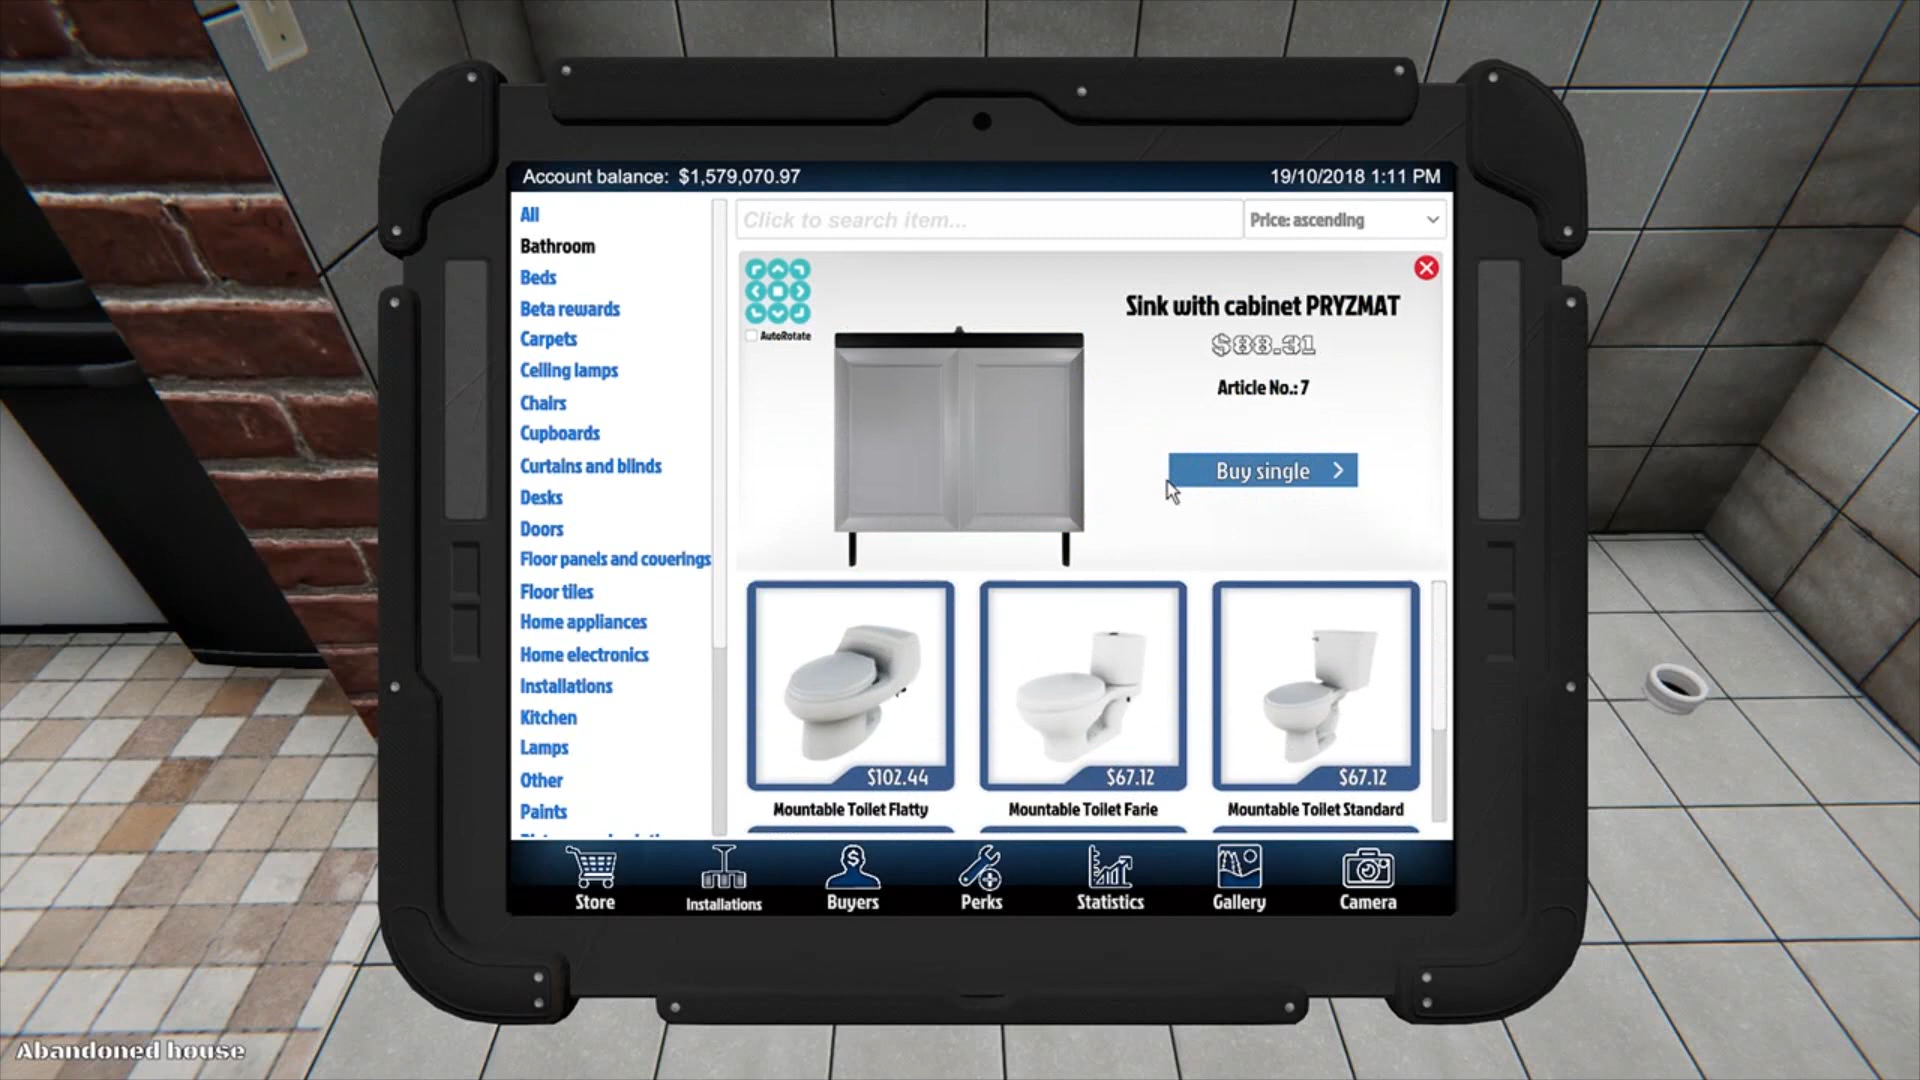 Account balance: $1,579,070.97
19/10/2018 1:11 PM
All
Bathroom
Beds
Beta rewards
Carpets
Ceiling lamps
Chairs
Cupboards
Curtains and blinds
Desks
Doors
Floor panels and coverings
Floor tiles
Home appliances
Home electronics
Installations
Kitchen
Lamps
Other
Paints
Click to search item...
Price: ascending
AutoRotate
Sink with cabinet PRYZMAT
$88.31
Article No.: 7
Buy single
$102.44
$67.12
$67.12
Mountable Toilet Flatty
Mountable Toilet Farie
Mountable Toilet Standard
Store
Installations
Buyers
Perks
Statistics
Gallery
Camera
Abandoned house